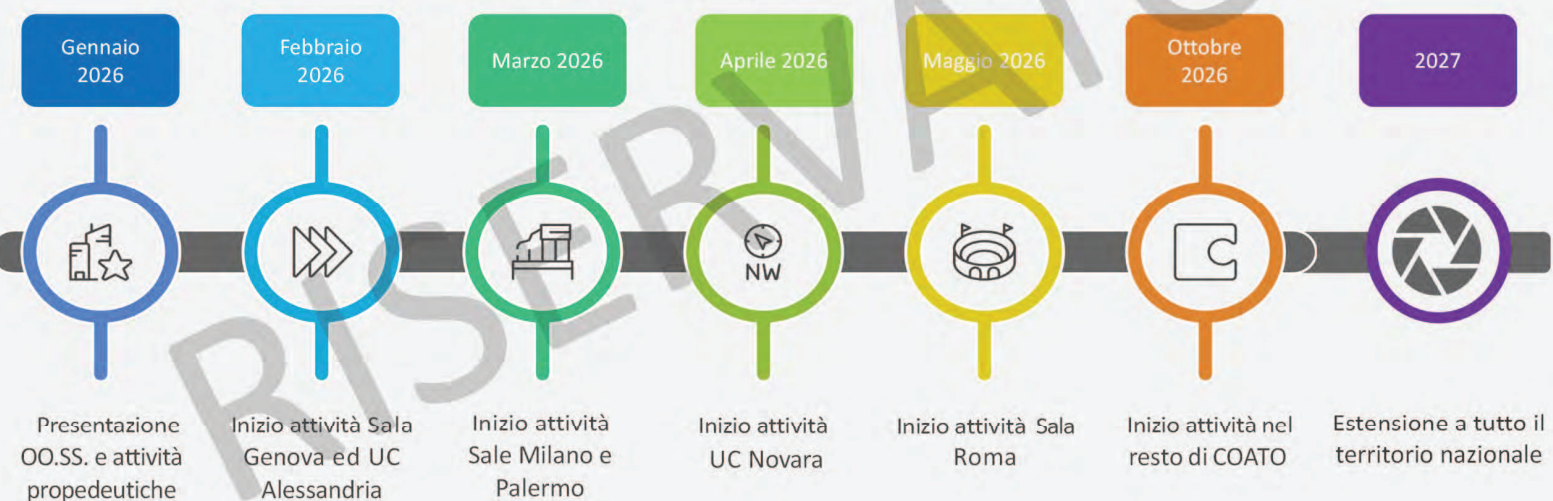 Gennaio
2026
Febbraio
2026
Marzo 2026
Aprile 2026
Maggio 2026
Ottobre
2026
2027
NW
RISERVATO
Presentazione
OO.SS. e attività
propedeutiche
Inizio attività Sala
Genova ed UC
Alessandria
Inizio attività
Sale Milano e
Palermo
Inizio attività
UC Novara
Inizio attività Sala
Roma
Inizio attività nel
resto di COATO
Estensione a tutto il
territorio nazionale